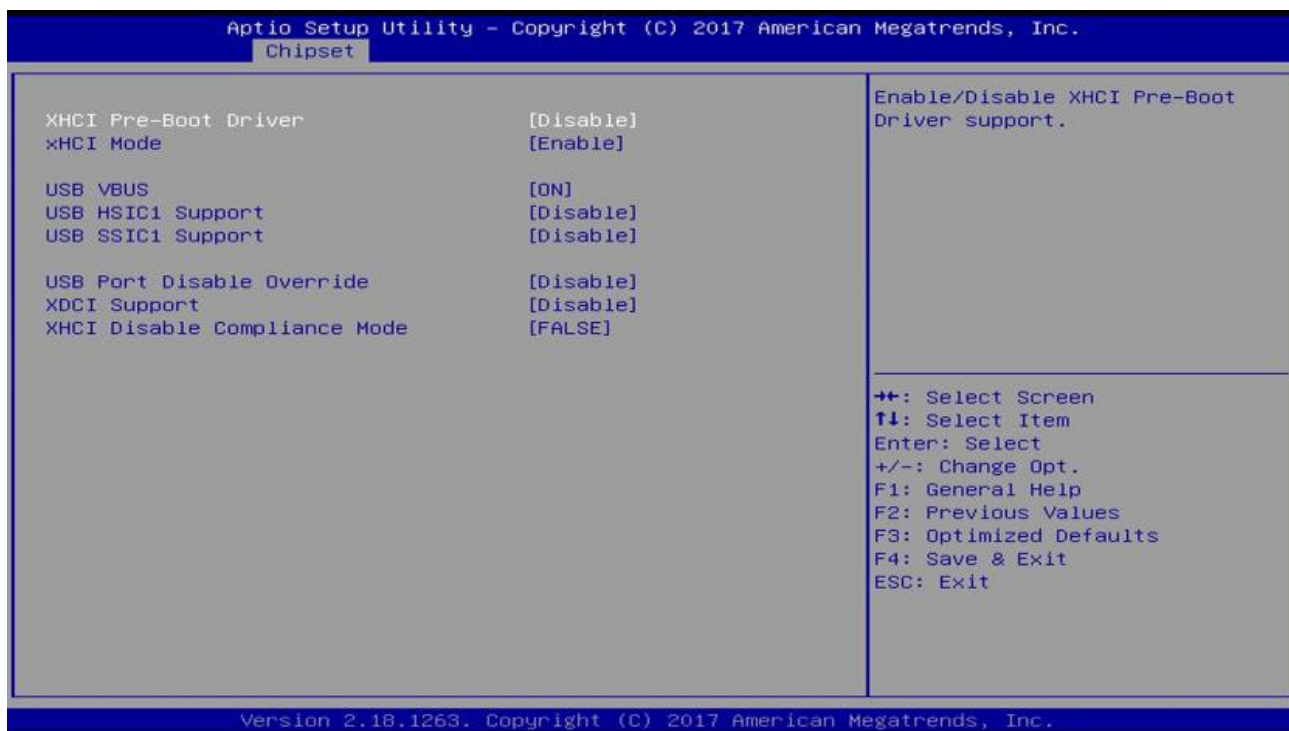 Aptio Setup Utility – Copyright (C) 2017 American Megatrends, Inc.
Chipset
XHCI Pre-Boot Driver [Disable]
xHCI Mode [Enable]
USB VBUS [ON]
USB HSIC1 Support [Disable]
USB SSIC1 Support [Disable]
USB Port Disable Override [Disable]
XDCI Support [Disable]
XHCI Disable Compliance Mode [FALSE]
Enable/Disable XHCI Pre-Boot
Driver support.
→←: Select Screen
↑↓: Select Item
Enter: Select
+/-: Change Opt.
F1: General Help
F2: Previous Values
F3: Optimized Defaults
F4: Save & Exit
ESC: Exit
Version 2.18.1263. Copyright (C) 2017 American Megatrends, Inc.